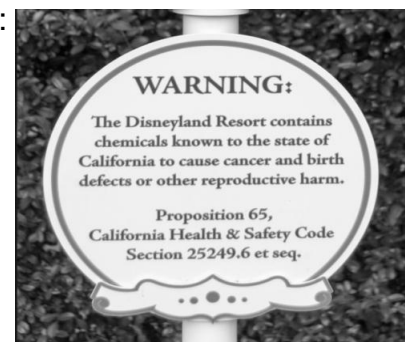 :
WARNING:
The Disneyland Resort contains
chemicals known to the state of
California to cause cancer and birth
defects or other reproductive harm.
Proposition 65,
California Health & Safety Code
Section 25249.6 et seq.